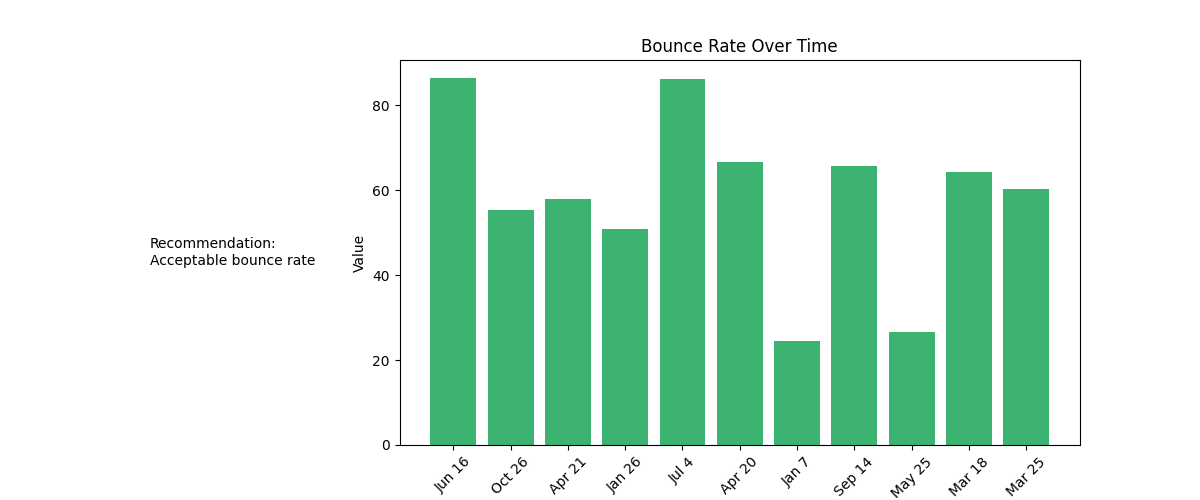 Bounce Rate Over Time
Recommendation:
Acceptable bounce rate
Value
80
60
40
20
0
Jun 16
Oct 26
Apr 21
Jan 26
Jul 4
Apr 20
Jan 7
Sep 14
May 25
Mar 18
Mar 25